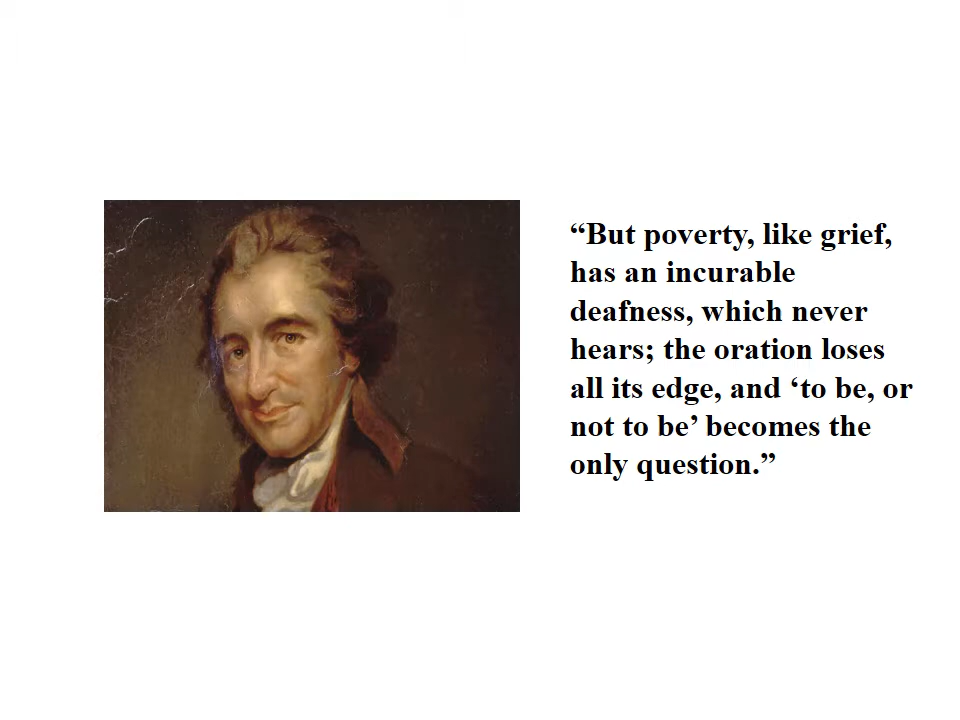 “But poverty, like grief,
has an incurable
deafness, which never
hears; the oration loses
all its edge, and ‘to be, or
not to be’ becomes the
only question.”